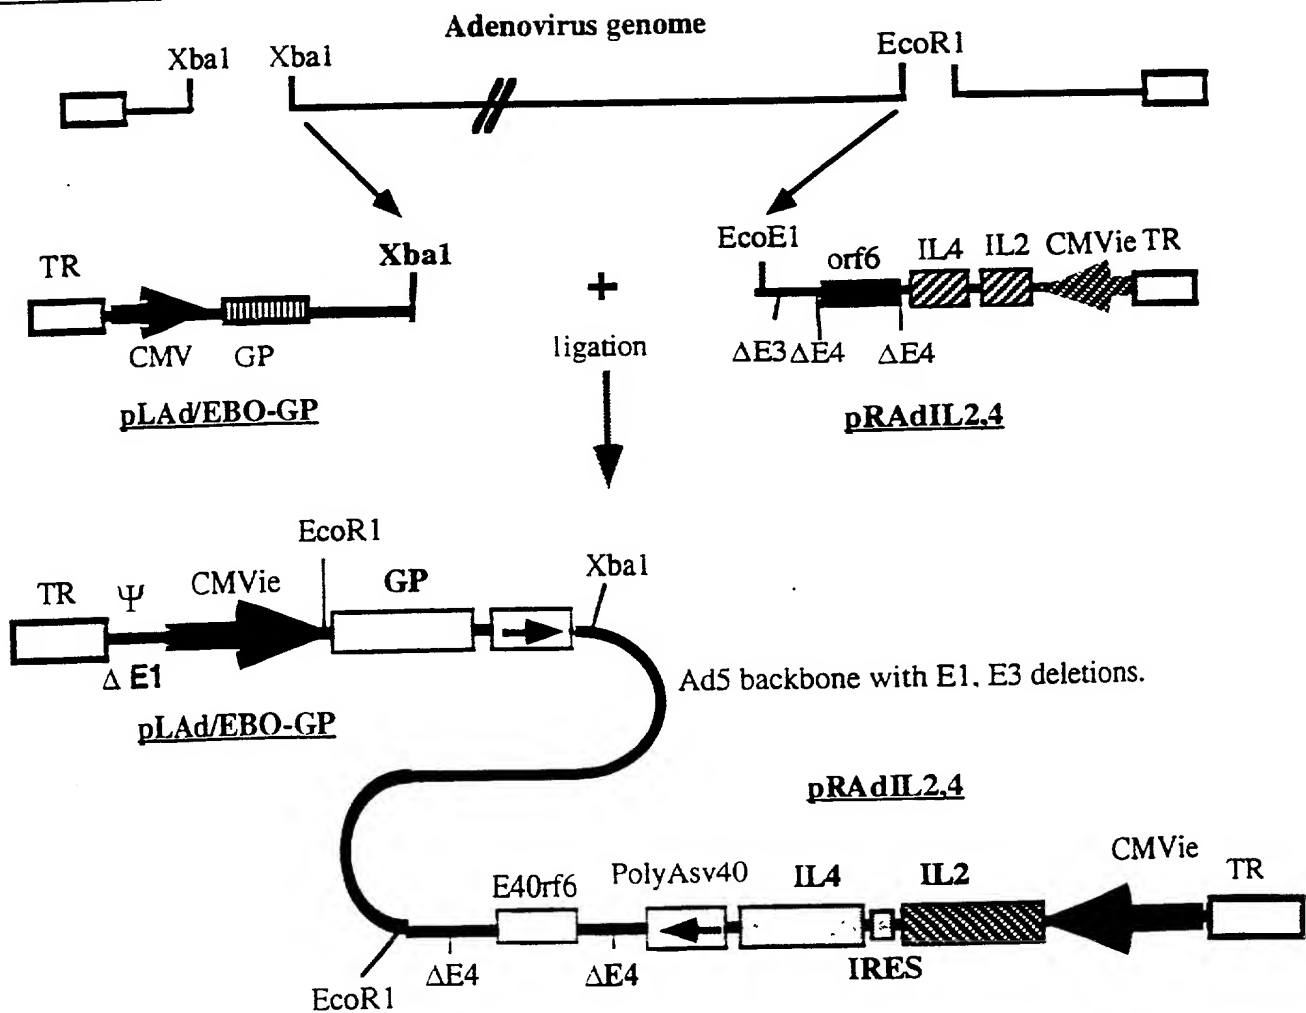 Adenovirus genome
Xba1 Xba1 EcoR1
EcoE1
TR Xba1 + orf6 IL4 IL2 CMVie TR
CMV GP ligation ΔE3 ΔE4 ΔE4
pLAd/EBO-GP pRAdIL2,4
EcoR1
TR Ψ CMVie GP Xba1
Δ E1 Ad5 backbone with E1, E3 deletions.
pLAd/EBO-GP
pRAdIL2,4
E40rf6 PolyAsv40 IL4 IL2 CMVie TR
ΔE4 ΔE4 IRES
EcoR1